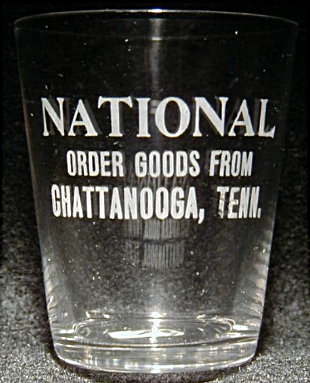 NATIONAL
ORDER GOODS FROM
CHATTANOOGA, TENN.